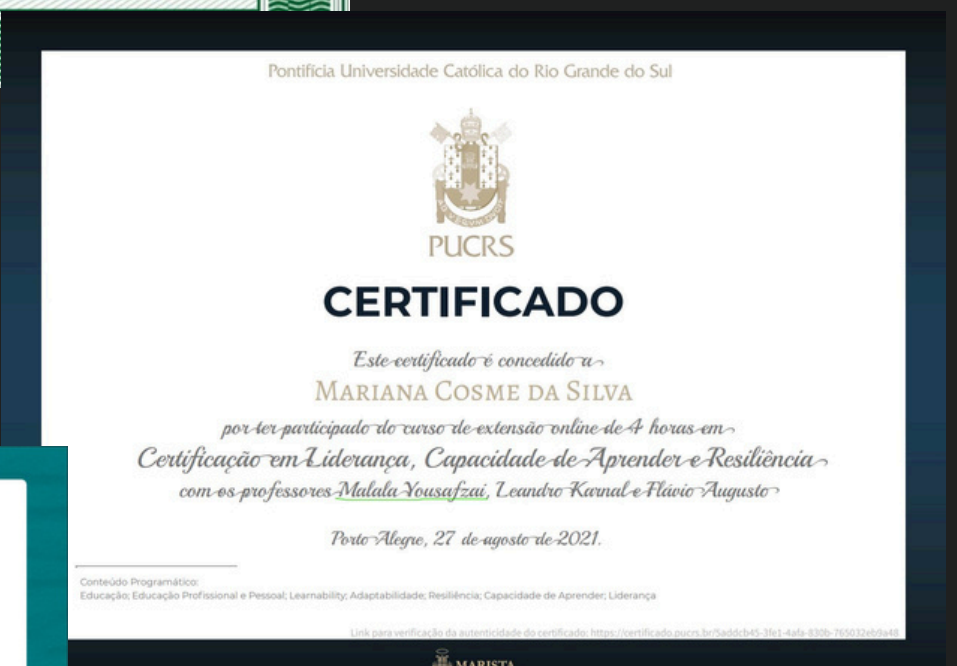 Pontifícia Universidade Católica do Rio Grande do Sul
PUCRS
CERTIFICADO
Este certificado é concedido a
MARIANA COSME DA SILVA
por ter participado do curso de extensão online de 4 horas em
Certificação em Liderança, Capacidade de Aprender e Resiliência
com os professores Malala Yousafzai, Leandro Karnal e Flávio Augusto
Porto Alegre, 27 de agosto de 2021.
Conteúdo Programático:
Educação; Educação Profissional e Pessoal; Learnability; Adaptabilidade; Resiliência; Capacidade de Aprender; Liderança
Link para verificação da autenticidade do certificado: https://certificado.pucrs.br/5addcb45-3fe1-4afa-830b-765032eb9a48
MARISTA